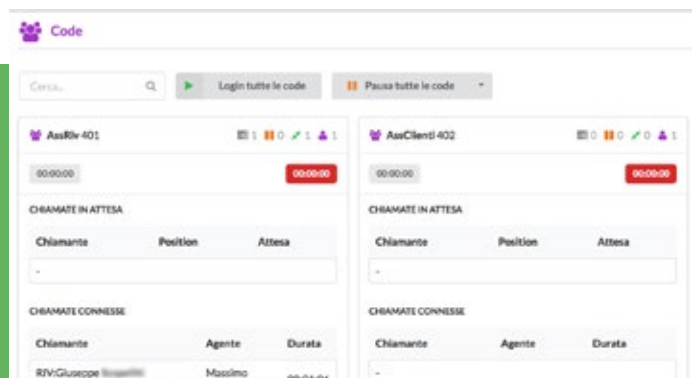 Code
Cerca...
Login tutte le code
Pausa tutte le code
AssRiv 401 1 0 1 1
00:00:00 00:00:00
CHIAMATE IN ATTESA
Chiamante Position Attesa
-
CHIAMATE CONNESSE
Chiamante Agente Durata
RIV:Giuseppe Massimo
AssClienti 402 0 0 0 1
00:00:00 00:00:00
CHIAMATE IN ATTESA
Chiamante Position Attesa
-
CHIAMATE CONNESSE
Chiamante Agente Durata
-